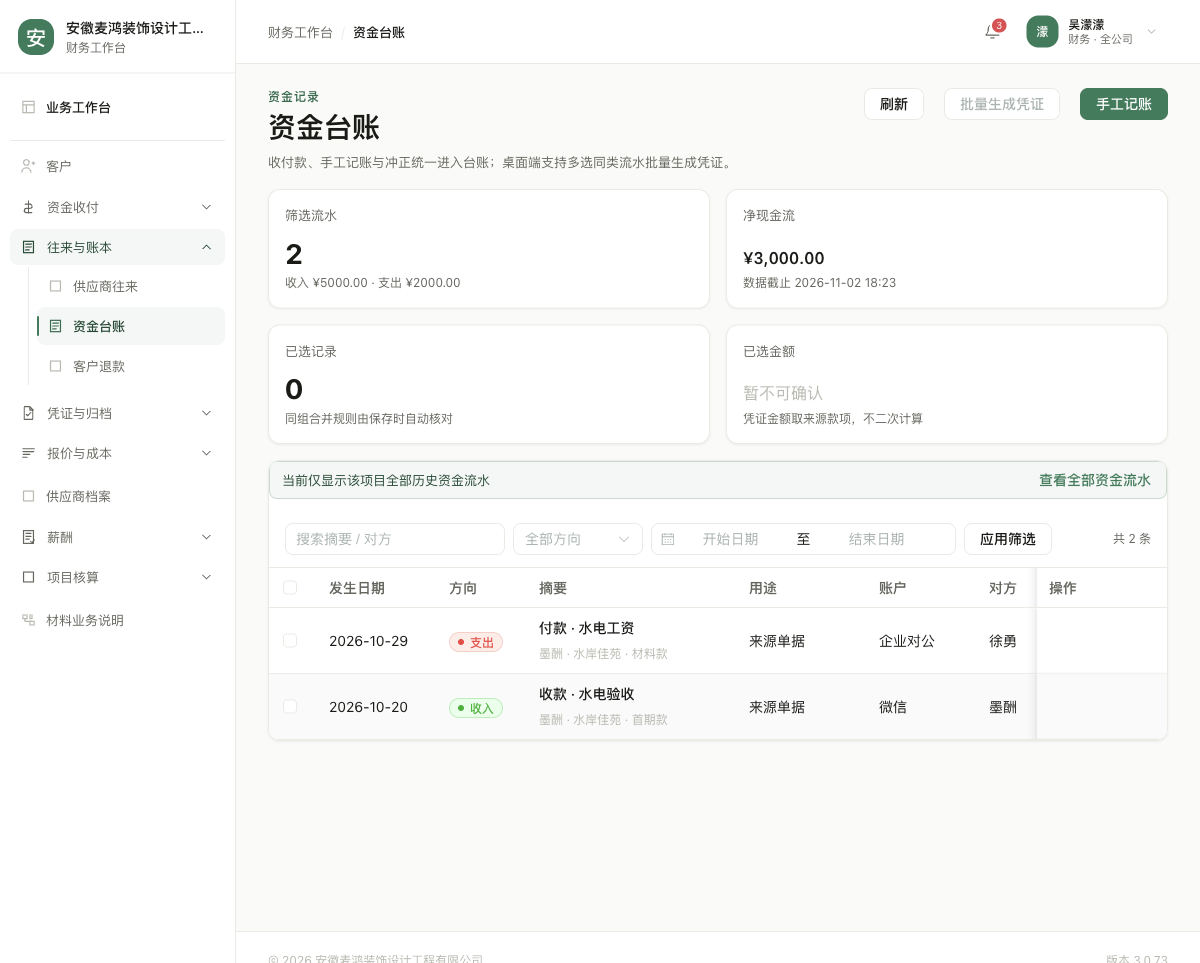 安
安徽麦鸿装饰设计工...
财务工作台
业务工作台
客户
资金收付
往来与账本
供应商往来
资金台账
客户退款
凭证与归档
报价与成本
供应商档案
薪酬
项目核算
材料业务说明
财务工作台 / 资金台账
3
濛
吴濛濛
财务 · 全公司
资金记录
资金台账
收付款、手工记账与冲正统一进入台账；桌面端支持多选同类流水批量生成凭证。
刷新
批量生成凭证
手工记账
筛选流水
2
收入 ¥5000.00 · 支出 ¥2000.00
净现金流
¥3,000.00
数据截止 2026-11-02 18:23
已选记录
0
同组合并规则由保存时自动核对
已选金额
暂不可确认
凭证金额取来源款项，不二次计算
当前仅显示该项目全部历史资金流水
查看全部资金流水
搜索摘要 / 对方
全部方向
开始日期 至 结束日期
应用筛选
共 2 条
发生日期 方向 摘要 用途 账户 对方 操作
2026-10-29 支出 付款 · 水电工资 来源单据 企业对公 徐勇
墨酬 · 水岸佳苑 · 材料款
2026-10-20 收入 收款 · 水电验收 来源单据 微信 墨酬
墨酬 · 水岸佳苑 · 首期款
© 2026 安徽麦鸿装饰设计工程有限公司
版本 3.0.73